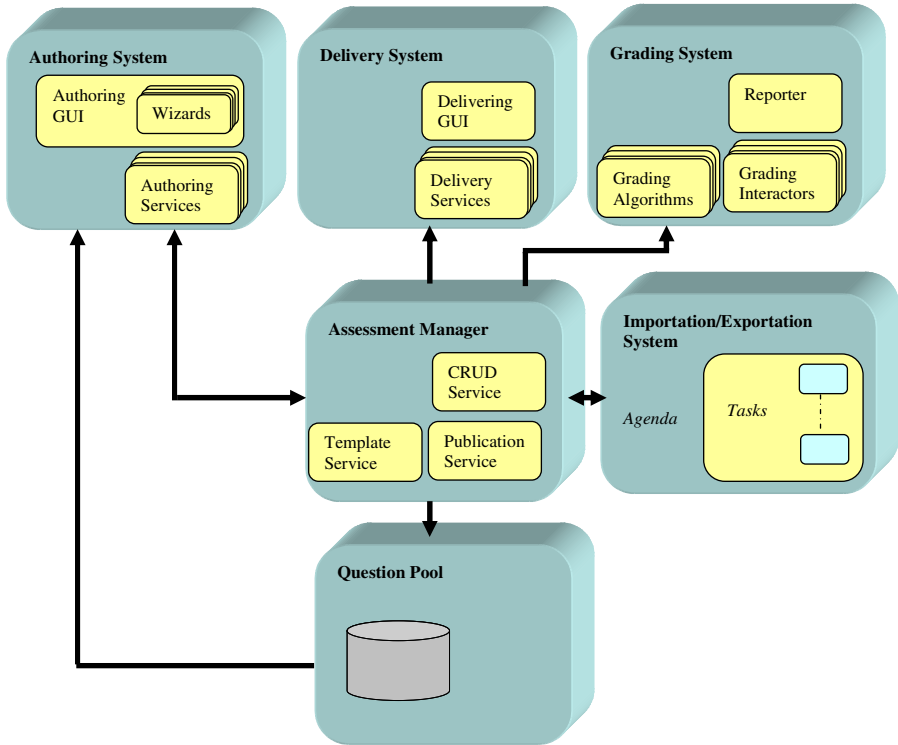 Authoring System
Authoring
GUI
Wizards
Authoring
Services
Delivery System
Delivering
GUI
Delivery
Services
Grading System
Reporter
Grading
Algorithms
Grading
Interactors
Assessment Manager
CRUD
Service
Template
Service
Publication
Service
Importation/Exportation
System
Agenda
Tasks
Question Pool